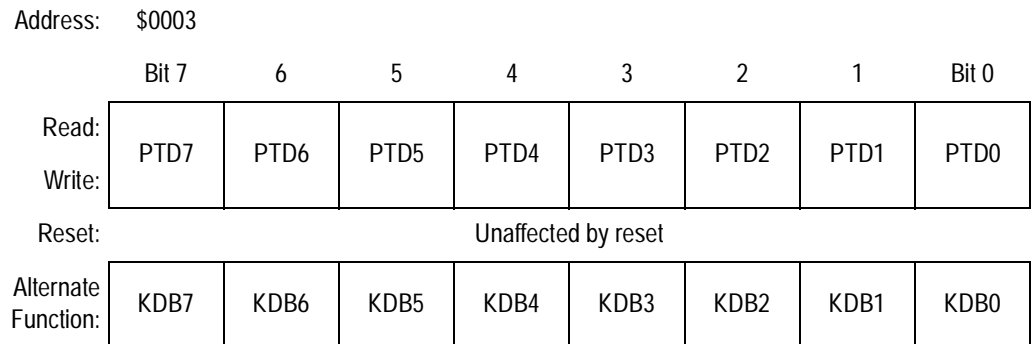 Address: $0003
Bit 7 6 5 4 3 2 1 Bit 0
Read:
PTD7 PTD6 PTD5 PTD4 PTD3 PTD2 PTD1 PTD0
Write:
Reset: Unaffected by reset
Alternate
Function:
KDB7 KDB6 KDB5 KDB4 KDB3 KDB2 KDB1 KDB0